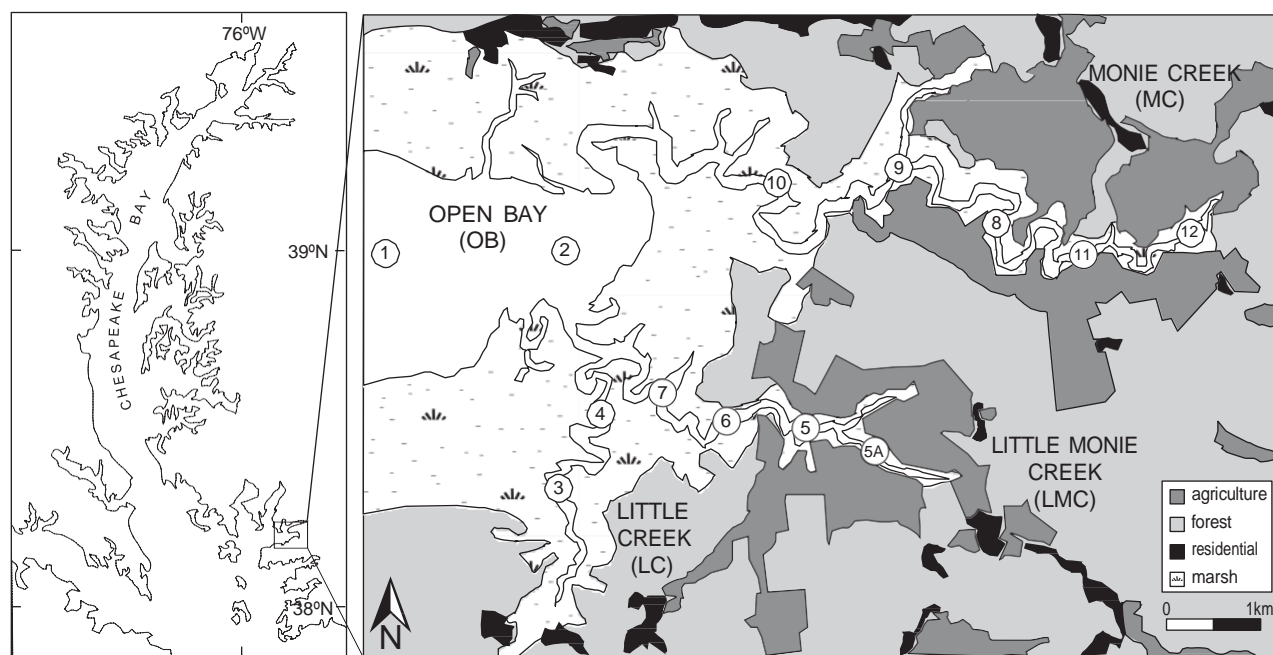 76ºW
CHESAPEAKE BAY
39ºN
38ºN
MONIE CREEK
(MC)
OPEN BAY
(OB)
1
2
10
9
8
11
12
7
4
6
5
5A
3
LITTLE MONIE
CREEK
(LMC)
LITTLE
CREEK
(LC)
agriculture
forest
residential
marsh
0 1km
N